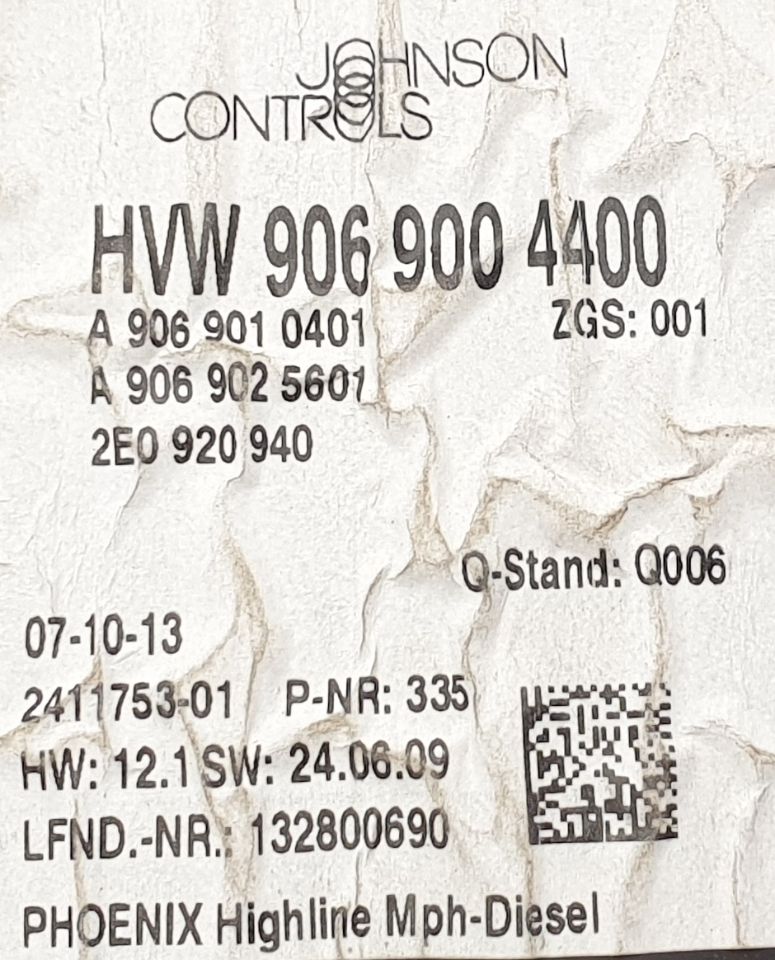 JOHNSON
CONTROLS
HVW 906 900 4400
A 906 901 0401 ZGS: 001
A 906 902 5601
2E0 920 940
Q-Stand: Q006
07-10-13
2411753-01 P-NR: 335
HW: 12.1 SW: 24.06.09
LFND.-NR.: 132800690
PHOENIX Highline Mph-Diesel